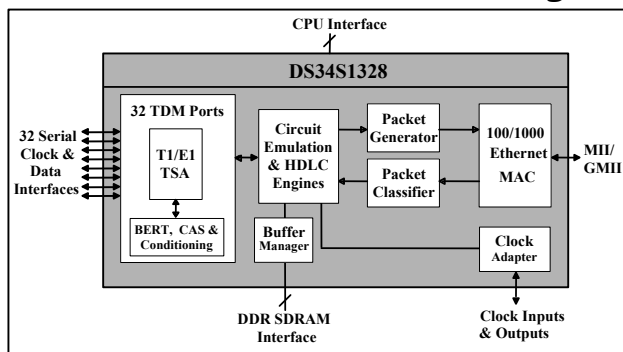 CPU Interface
DS34S1328
32 Serial
Clock &
Data
Interfaces
32 TDM Ports
T1/E1
TSA
BERT, CAS &
Conditioning
Circuit
Emulation
& HDLC
Engines
Buffer
Manager
Packet
Generator
Packet
Classifier
100/1000
Ethernet
MAC
MII/
GMII
Clock
Adapter
DDR SDRAM
Interface
Clock Inputs
& Outputs